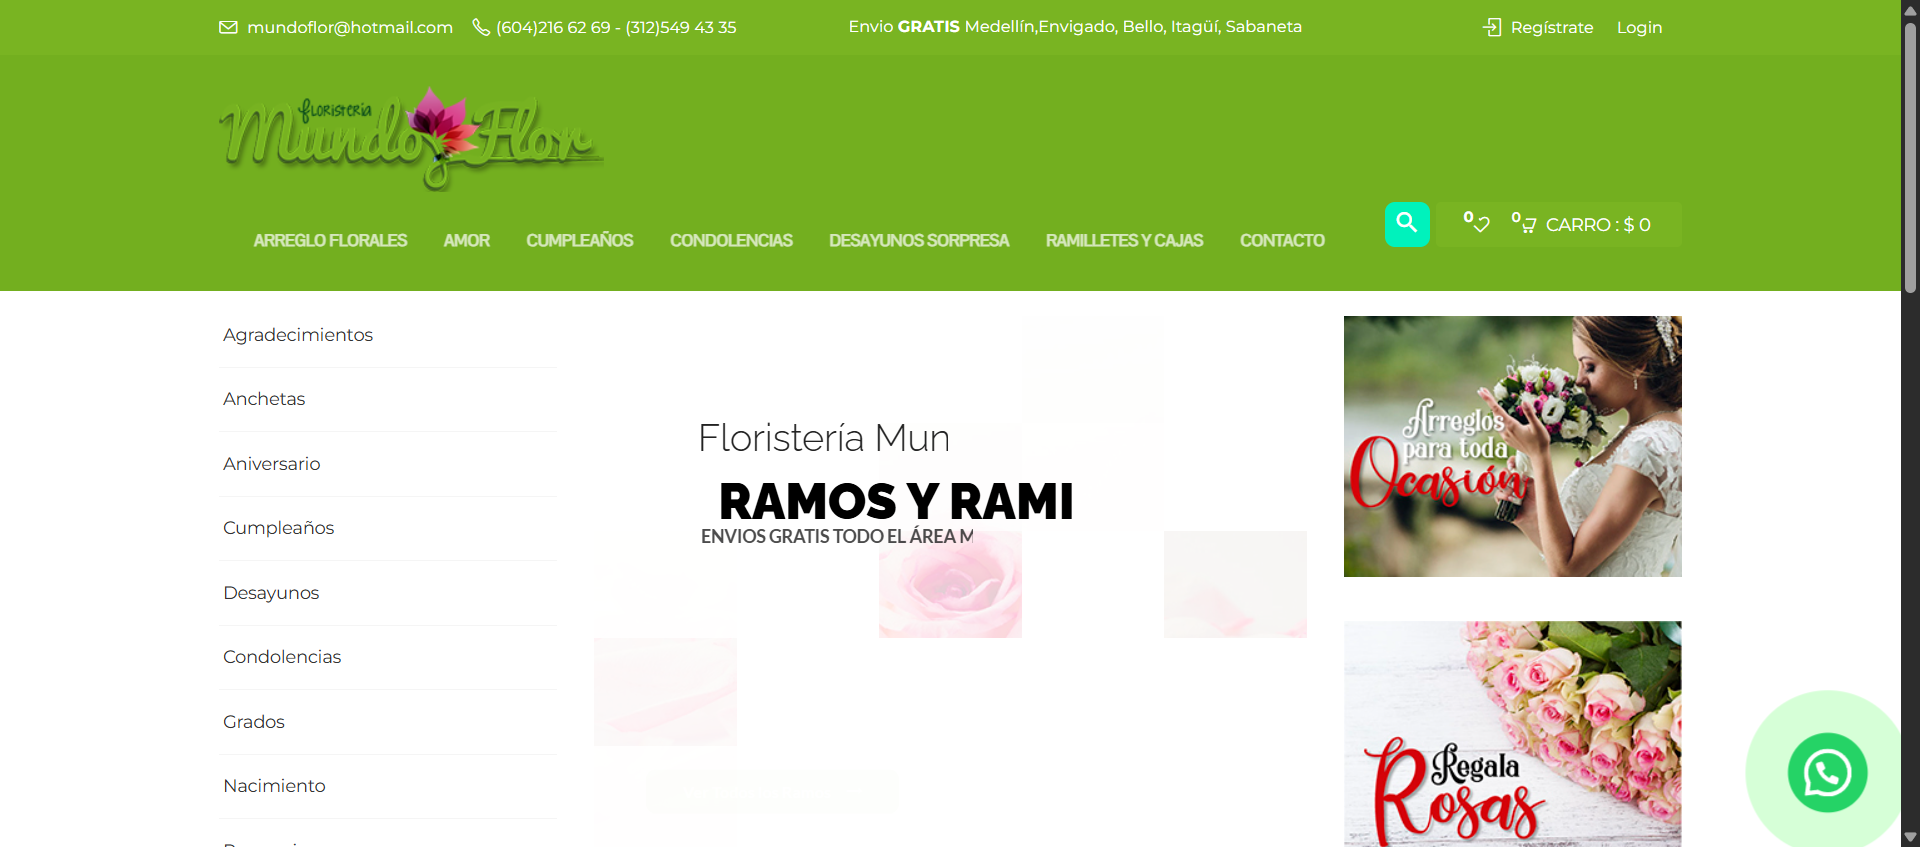 mundoflor@hotmail.com (604)216 62 69 - (312)549 43 35 Envio GRATIS Medellín,Envigado, Bello, Itagüí, Sabaneta Regístrate Login
floristería
Mundo Flor
ARREGLO FLORALES AMOR CUMPLEAÑOS CONDOLENCIAS DESAYUNOS SORPRESA RAMILLETES Y CAJAS CONTACTO
0 0 CARRO : $ 0
Agradecimientos
Anchetas
Aniversario
Cumpleaños
Desayunos
Condolencias
Grados
Nacimiento
Floristería Mun
RAMOS Y RAMI
ENVIOS GRATIS TODO EL ÁREA M
Arreglos
para toda
Ocasión
Regala
Rosas